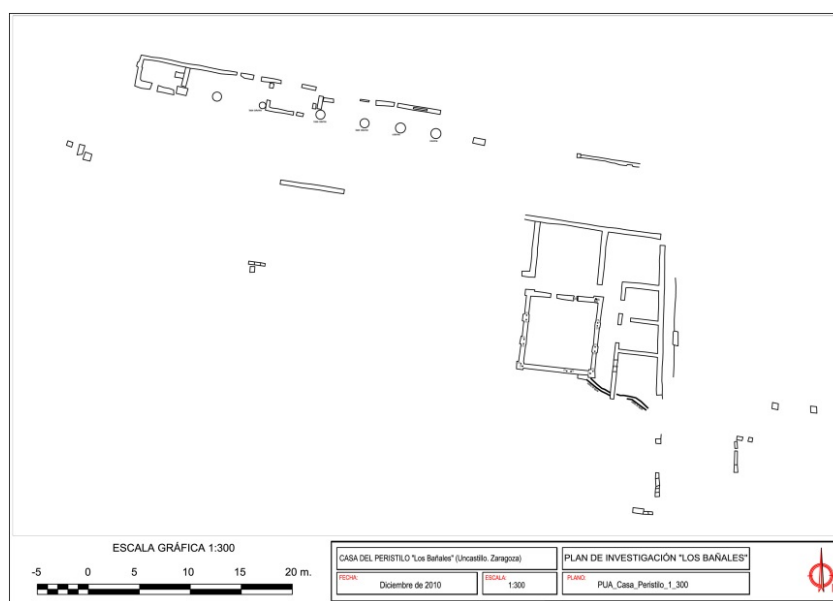 ESCALA GRÁFICA 1:300
-5 0 5 10 15 20 m.
CASA DEL PERISTILO "Los Bañales" (Uncastillo. Zaragoza)
PLAN DE INVESTIGACIÓN "LOS BAÑALES"
FECHA:
Diciembre de 2010
ESCALA:
1:300
PLANO:
PUA_Casa_Peristilo_1_300